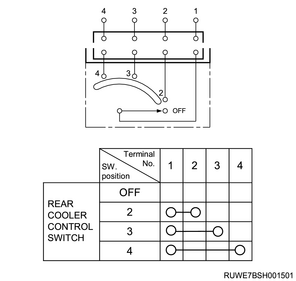 4 3 2 1
4 3 2
OFF
Terminal No.
SW. position
1 2 3 4
REAR COOLER CONTROL SWITCH
OFF
2
3
4
RUWE7BSH001501